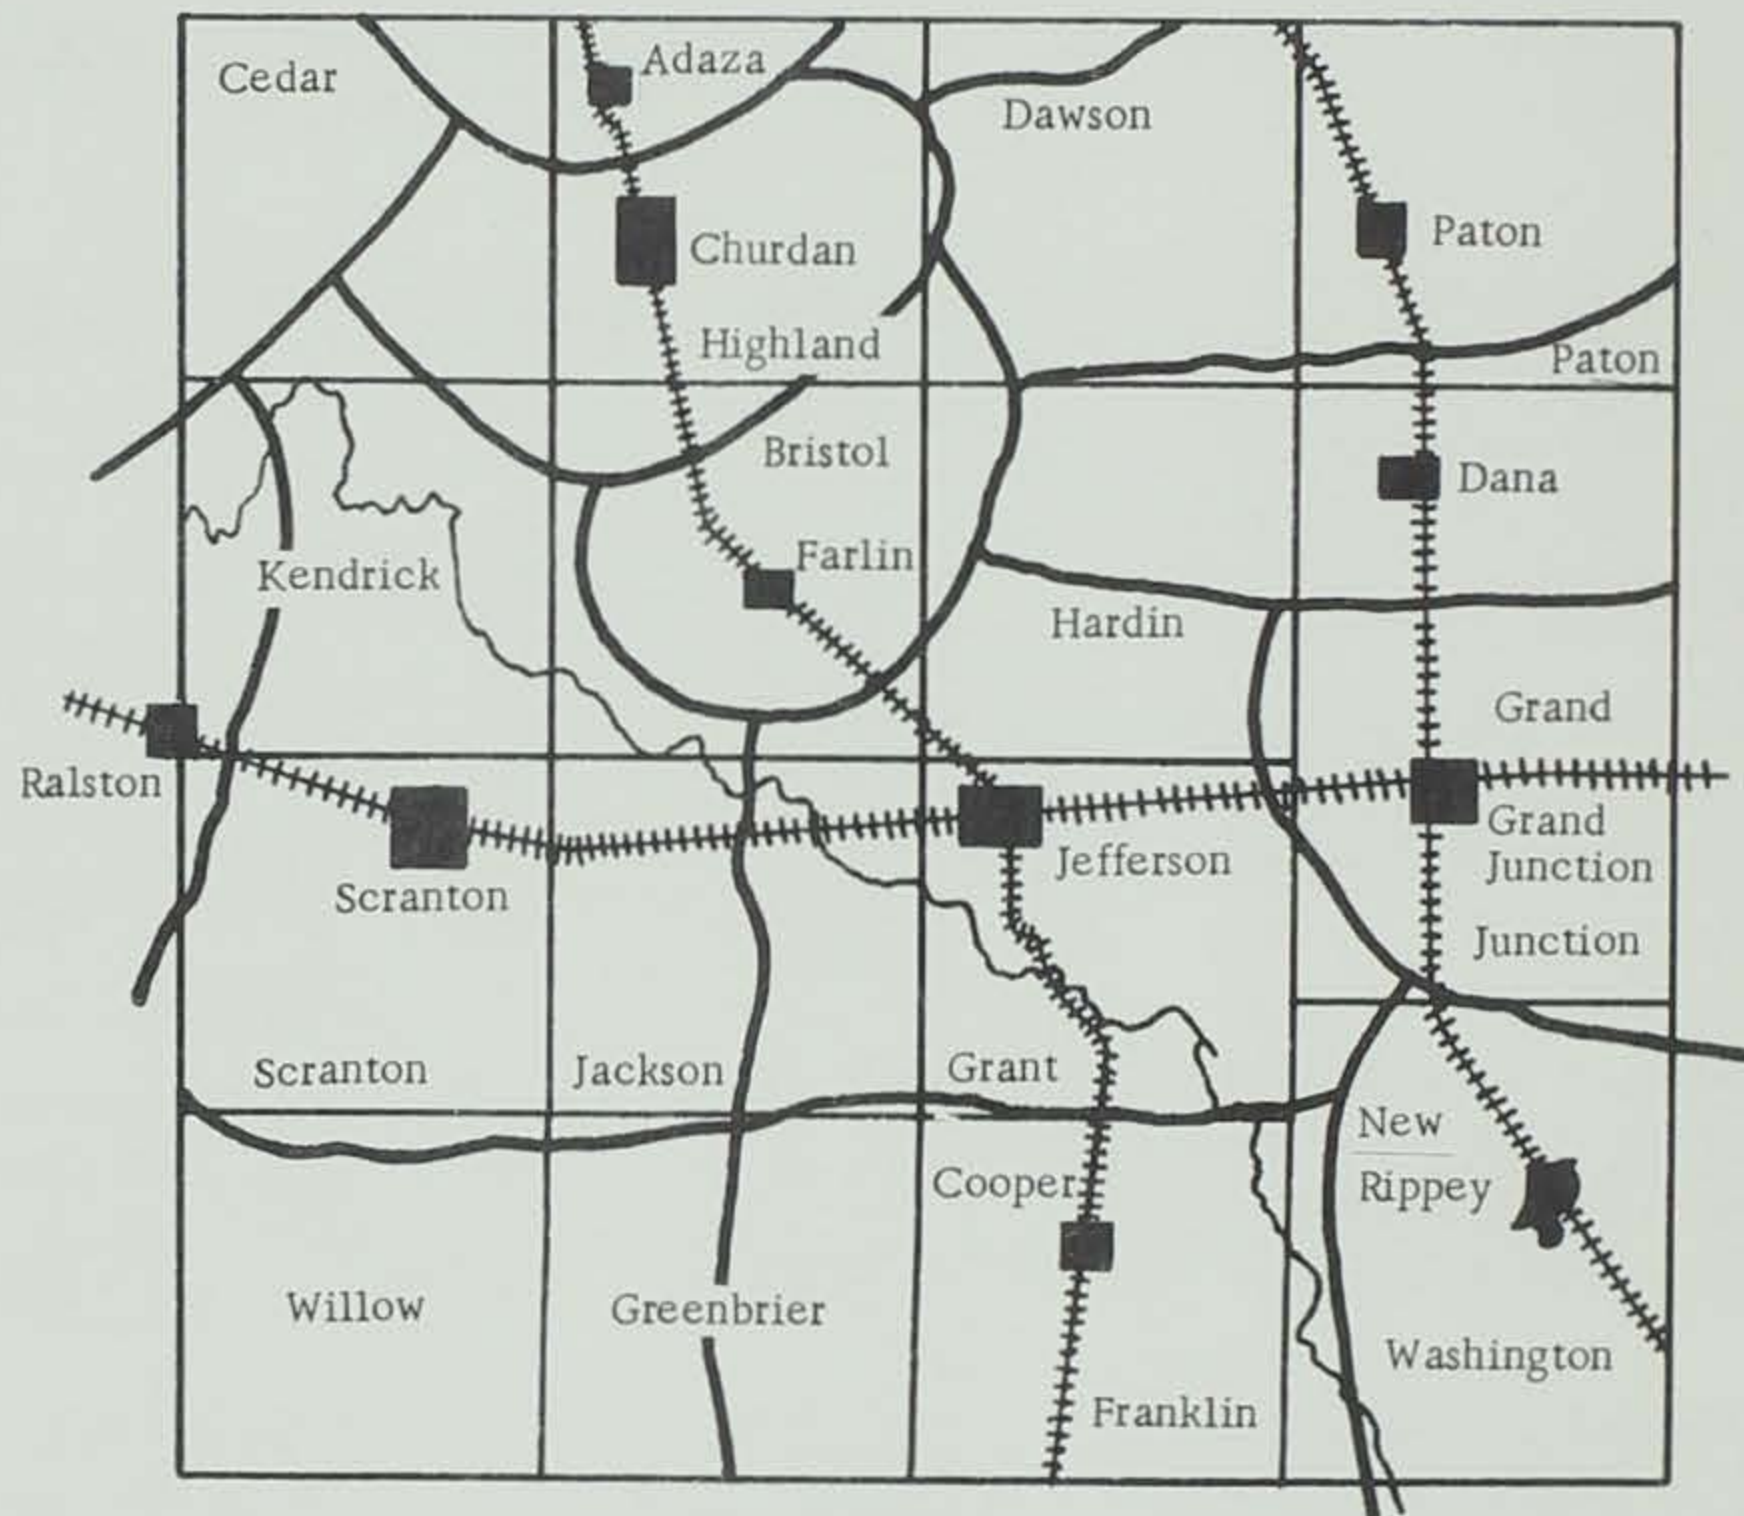 Cedar
Adaza
Dawson
Churdan
Paton
Highland
Paton
Bristol
Dana
Farlin
Kendrick
Hardin
Grand
Ralston
Grand
Junction
Jefferson
Scranton
Junction
Scranton
Jackson
Grant
New
Rippey
Cooper
Willow
Greenbrier
Washington
Franklin